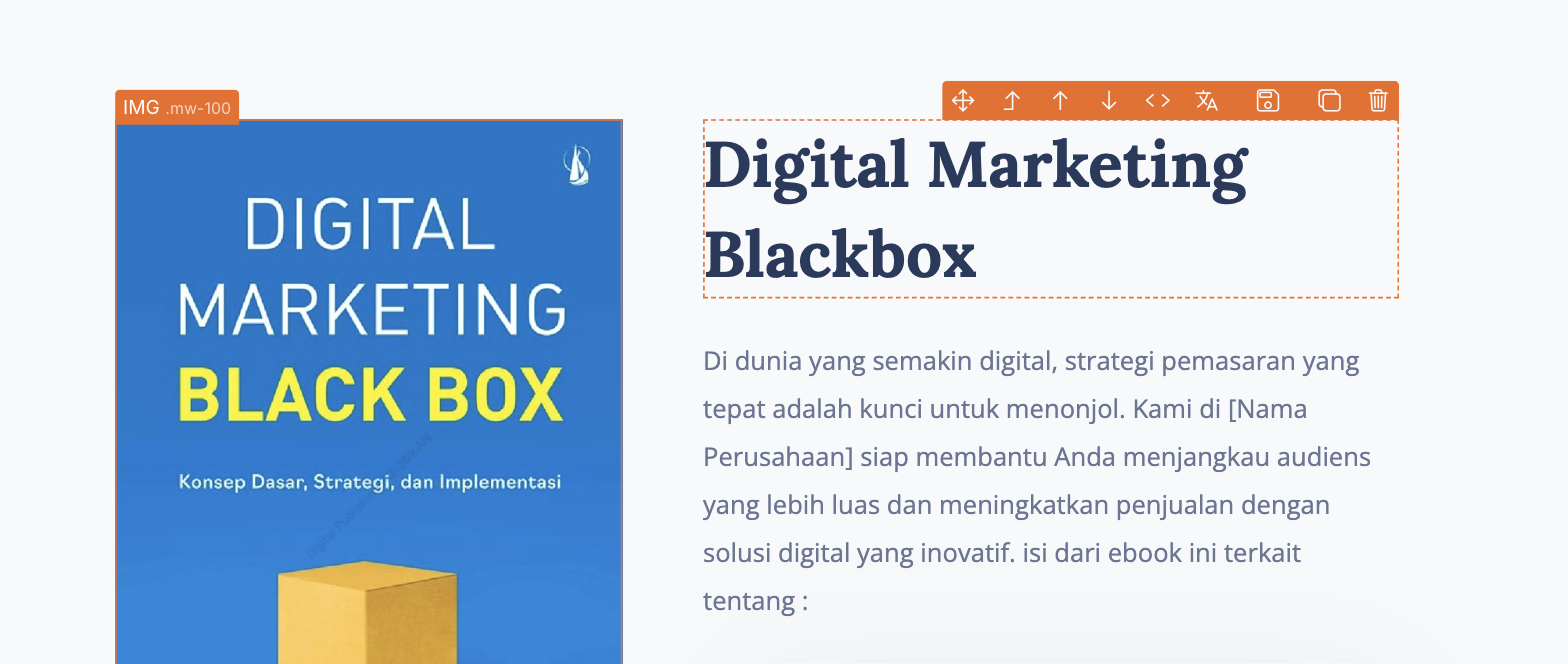 IMG .mw-100
DIGITAL
MARKETING
BLACK BOX
Konsep Dasar, Strategi, dan Implementasi
Digital Marketing
Blackbox
Di dunia yang semakin digital, strategi pemasaran yang
tepat adalah kunci untuk menonjol. Kami di [Nama
Perusahaan] siap membantu Anda menjangkau audiens
yang lebih luas dan meningkatkan penjualan dengan
solusi digital yang inovatif. isi dari ebook ini terkait
tentang :